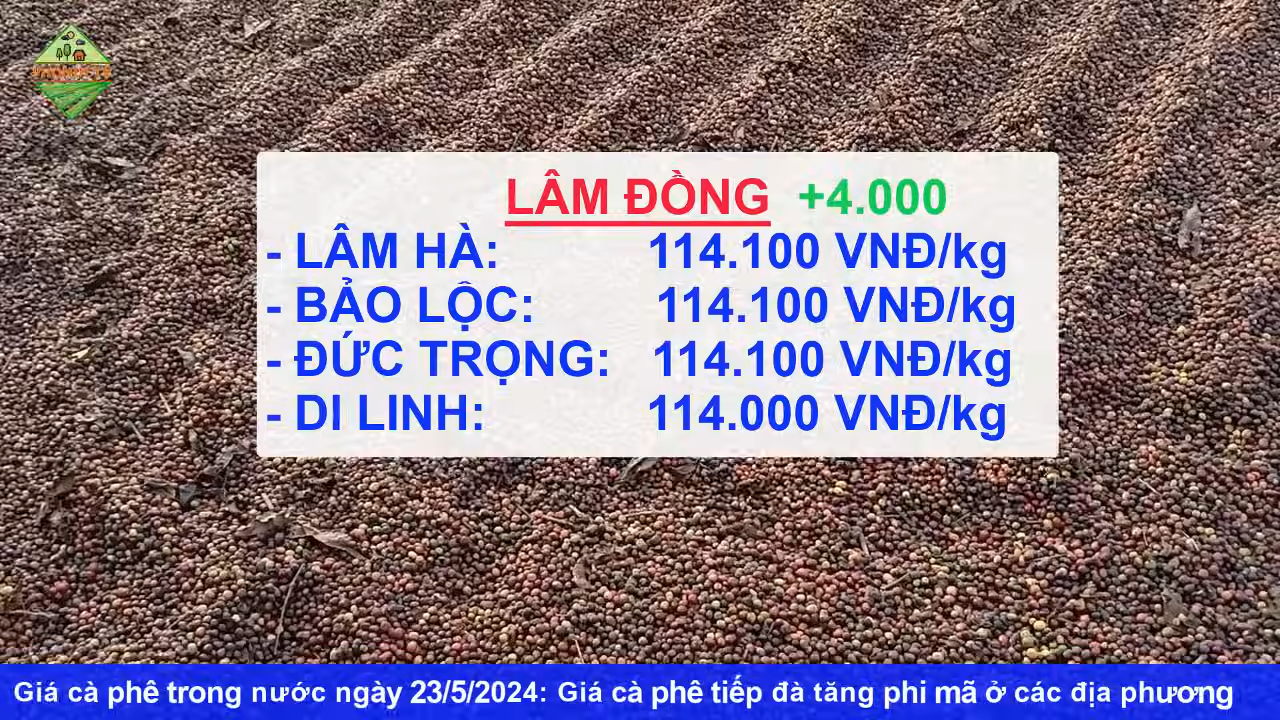 LÂM ĐỒNG +4.000
- LÂM HÀ: 114.100 VNĐ/kg
- BẢO LỘC: 114.100 VNĐ/kg
- ĐỨC TRỌNG: 114.100 VNĐ/kg
- DI LINH: 114.000 VNĐ/kg
Giá cà phê trong nước ngày 23/5/2024: Giá cà phê tiếp đà tăng phi mã ở các địa phương